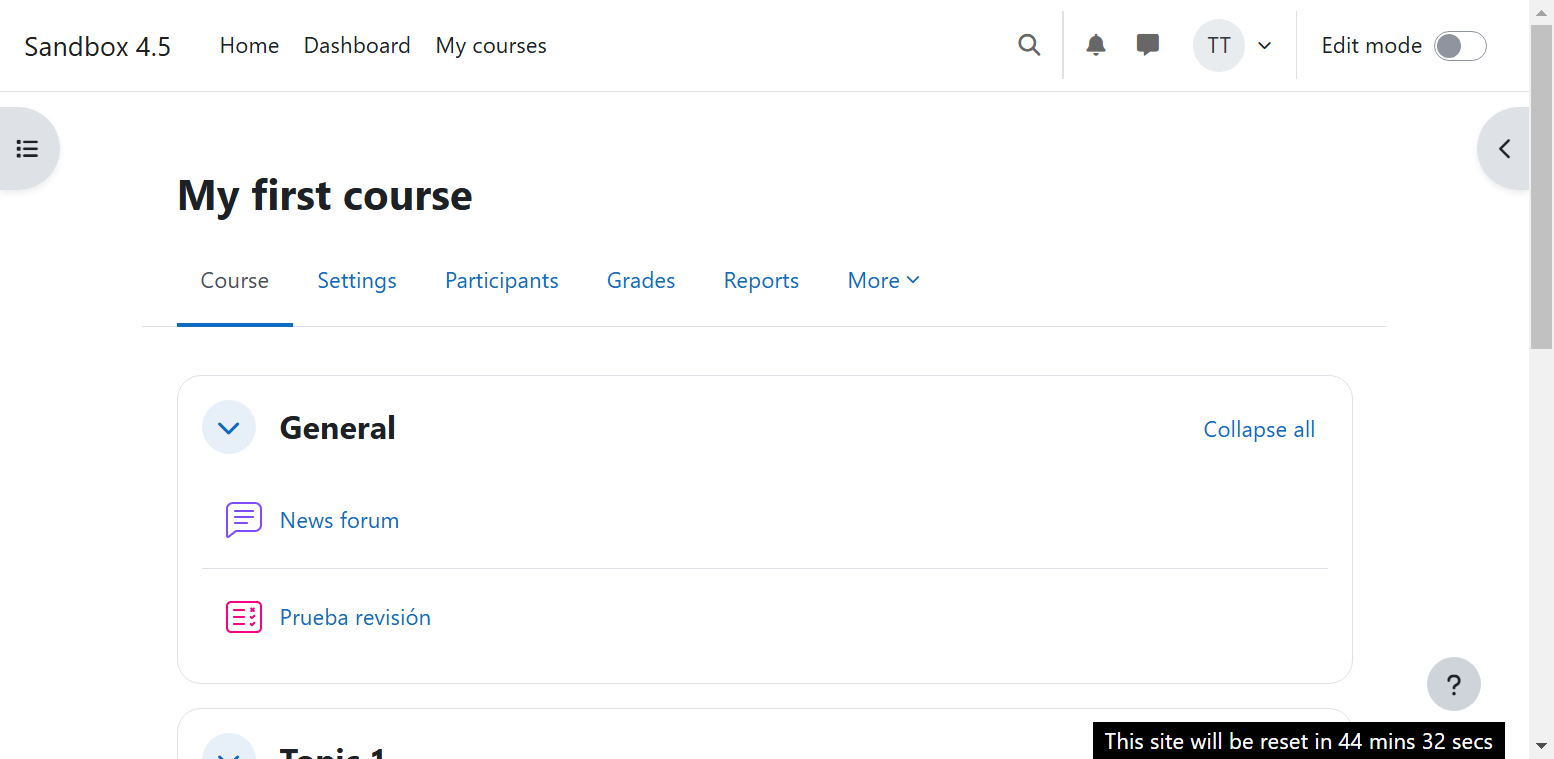 Sandbox 4.5 Home Dashboard My courses TT Edit mode
My first course
Course Settings Participants Grades Reports More
General Collapse all
News forum
Prueba revisión
?
Topic 1
This site will be reset in 44 mins 32 secs